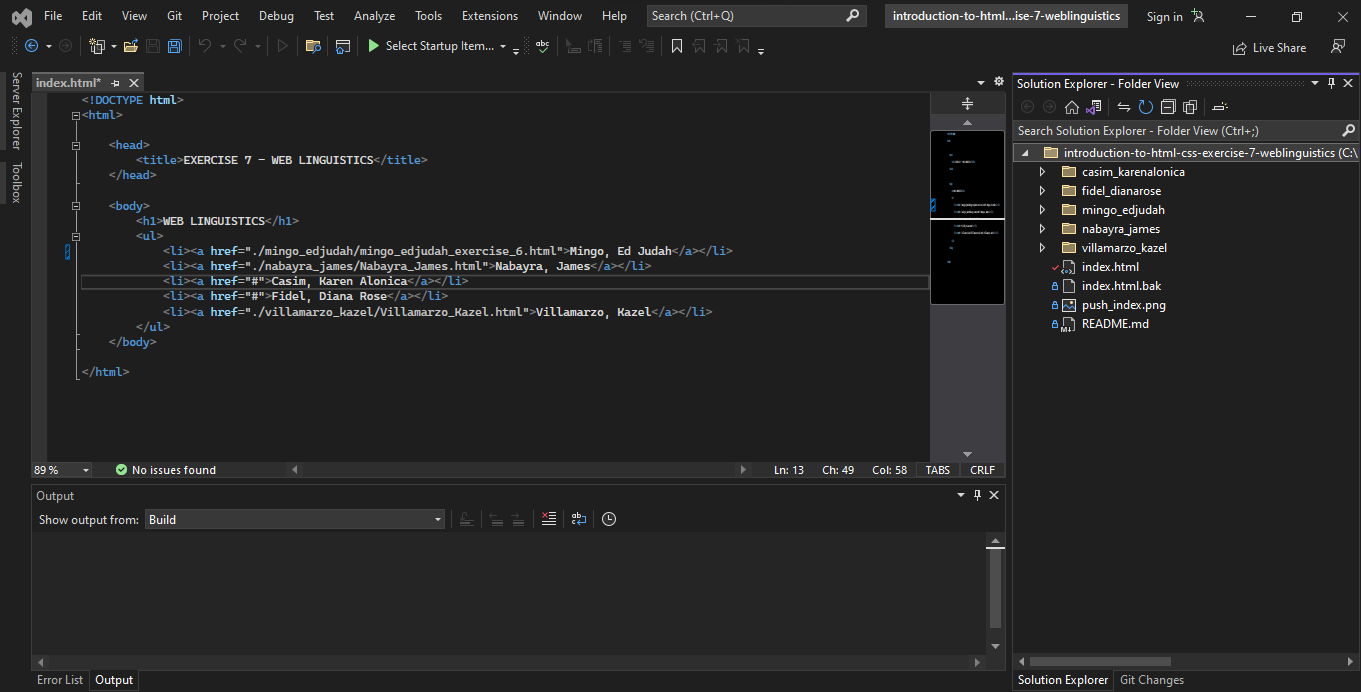 File Edit View Git Project Debug Test Analyze Tools Extensions Window Help Search (Ctrl+Q) introduction-to-html...ise-7-weblinguistics Sign in
Select Startup Item... abc Live Share
Server Explorer
Toolbox
index.html*
<!DOCTYPE html>
<html>
<head>
<title>EXERCISE 7 - WEB LINGUISTICS</title>
</head>
<body>
<h1>WEB LINGUISTICS</h1>
<ul>
<li><a href="./mingo_edjudah/mingo_edjudah_exercise_6.html">Mingo, Ed Judah</a></li>
<li><a href="./nabayra_james/Nabayra_James.html">Nabayra, James</a></li>
<li><a href="#">Casim, Karen Alonica</a></li>
<li><a href="#">Fidel, Diana Rose</a></li>
<li><a href="./villamarzo_kazel/Villamarzo_Kazel.html">Villamarzo, Kazel</a></li>
</ul>
</body>
</html>
89 % No issues found Ln: 13 Ch: 49 Col: 58 TABS CRLF
Output
Show output from: Build
Error List Output
Solution Explorer - Folder View
Search Solution Explorer - Folder View (Ctrl+;)
introduction-to-html-css-exercise-7-weblinguistics (C:\
casim_karenalonica
fidel_dianarose
mingo_edjudah
nabayra_james
villamarzo_kazel
index.html
index.html.bak
push_index.png
README.md
Solution Explorer Git Changes